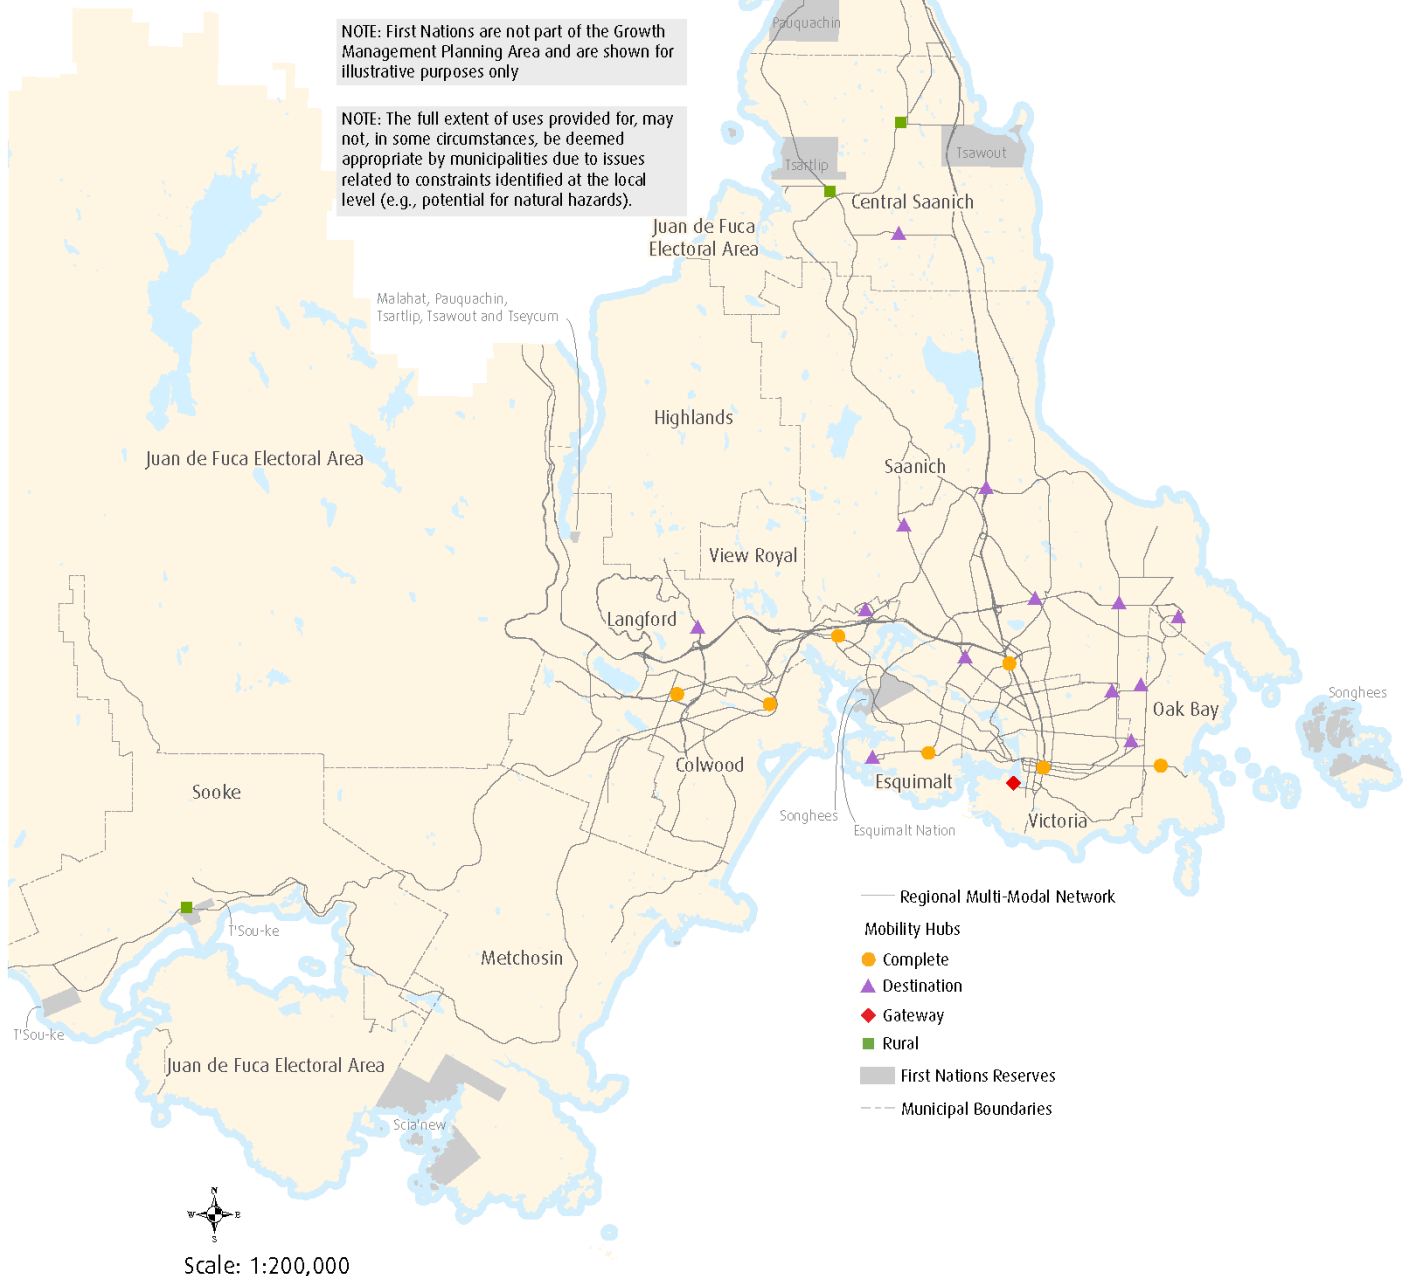 Pauquachin
NOTE: First Nations are not part of the Growth
Management Planning Area and are shown for
illustrative purposes only
NOTE: The full extent of uses provided for, may
not, in some circumstances, be deemed
appropriate by municipalities due to issues
related to constraints identified at the local
level (e.g., potential for natural hazards).
Tsartlip
Tsawout
Central Saanich
Juan de Fuca
Electoral Area
Malahat, Pauquachin,
Tsartlip, Tsawout and Tseycum
Highlands
Juan de Fuca Electoral Area
Saanich
View Royal
Langford
Songhees
Oak Bay
Colwood
Esquimalt
Sooke
Songhees
Esquimalt Nation
Victoria
T'Sou-ke
Metchosin
T'Sou-ke
Juan de Fuca Electoral Area
Scia'new
Regional Multi-Modal Network
Mobility Hubs
Complete
Destination
Gateway
Rural
First Nations Reserves
Municipal Boundaries
N
W E
S
Scale: 1:200,000